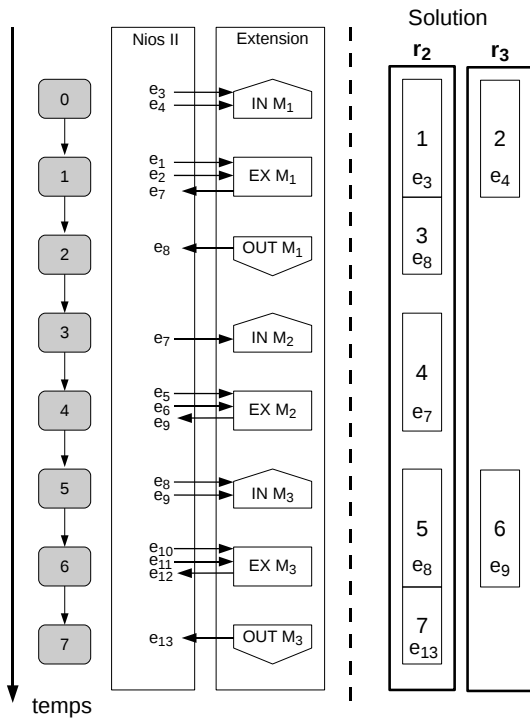 Solution
Nios II
Extension
r2
r3
0
e3
e4
IN M1
1
e3
2
e4
1
e1
e2
e7
EX M1
2
e8
OUT M1
3
e8
3
e7
IN M2
4
e7
4
e5
e6
e9
EX M2
5
e8
e9
IN M3
5
e8
6
e9
6
e10
e11
e12
EX M3
7
e13
OUT M3
7
e13
temps